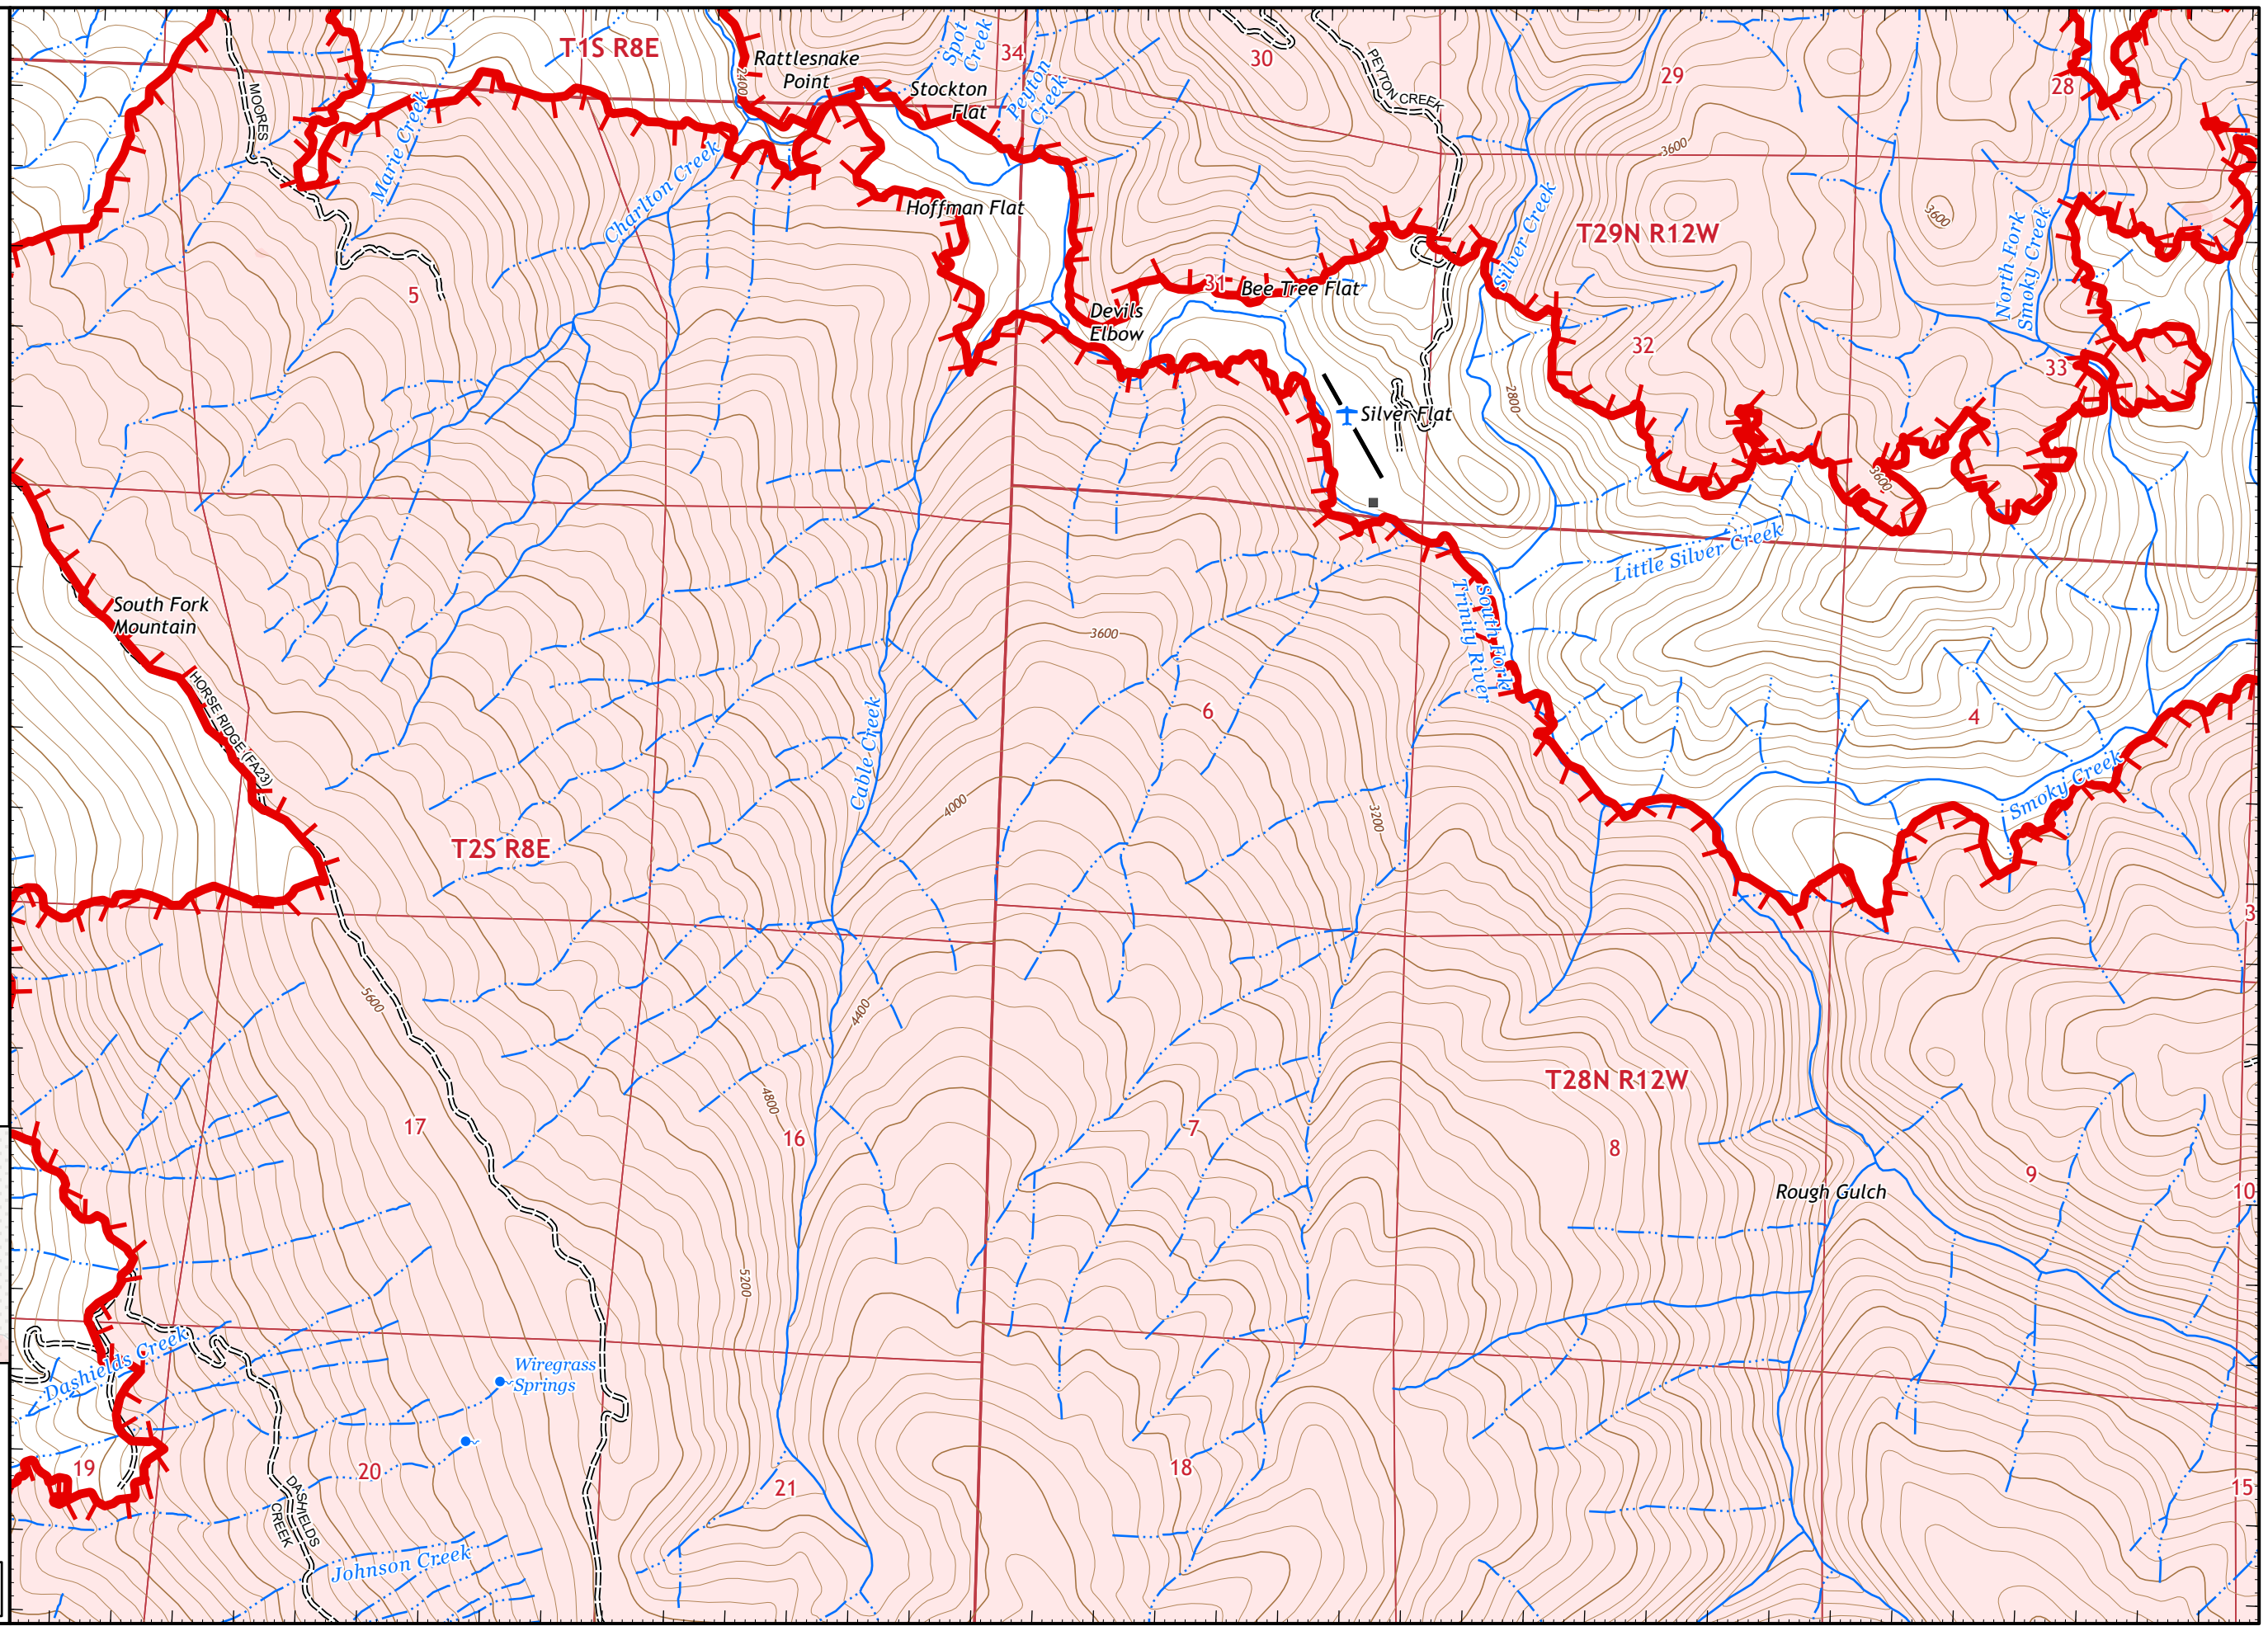 T1S R8E
Rattlesnake
Point
Spot
Creek
34
30
PEYTON CREEK
29
28
2400
Stockton
Flat
Peyton
Creek
MOORES
Marie Creek
3600
Charlton Creek
Hoffman Flat
Silver Creek
T29N R12W
3600
North Fork
Smoky Creek
5
31
Bee Tree Flat
Devils
Elbow
32
33
2800
Silver Flat
3600
Little Silver Creek
South Fork
Mountain
South Fork
Trinity River
3600
HORSE RIDGE (FA23)
Cable Creek
6
4
Smoky Creek
4000
3200
T2S R8E
3
5600
4400
T28N R12W
4800
17
16
7
8
9
10
Rough Gulch
5200
Dashields Creek
Wiregrass
Springs
19
20
21
18
15
DASHIELDS
CREEK
Johnson Creek